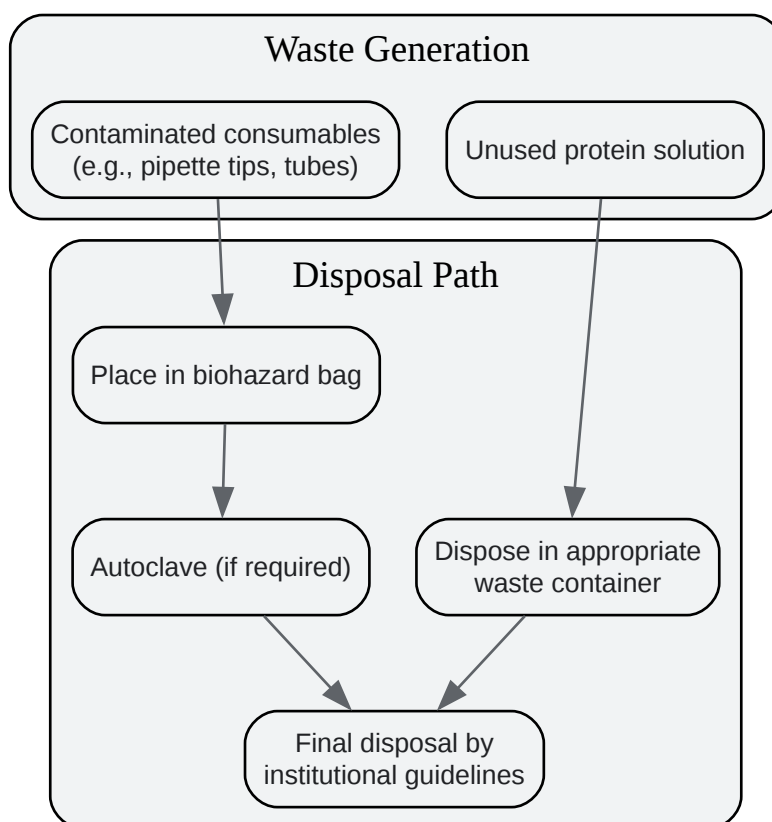 Waste Generation
Contaminated consumables
(e.g., pipette tips, tubes)
Unused protein solution
Disposal Path
Place in biohazard bag
Autoclave (if required)
Dispose in appropriate
waste container
Final disposal by
institutional guidelines